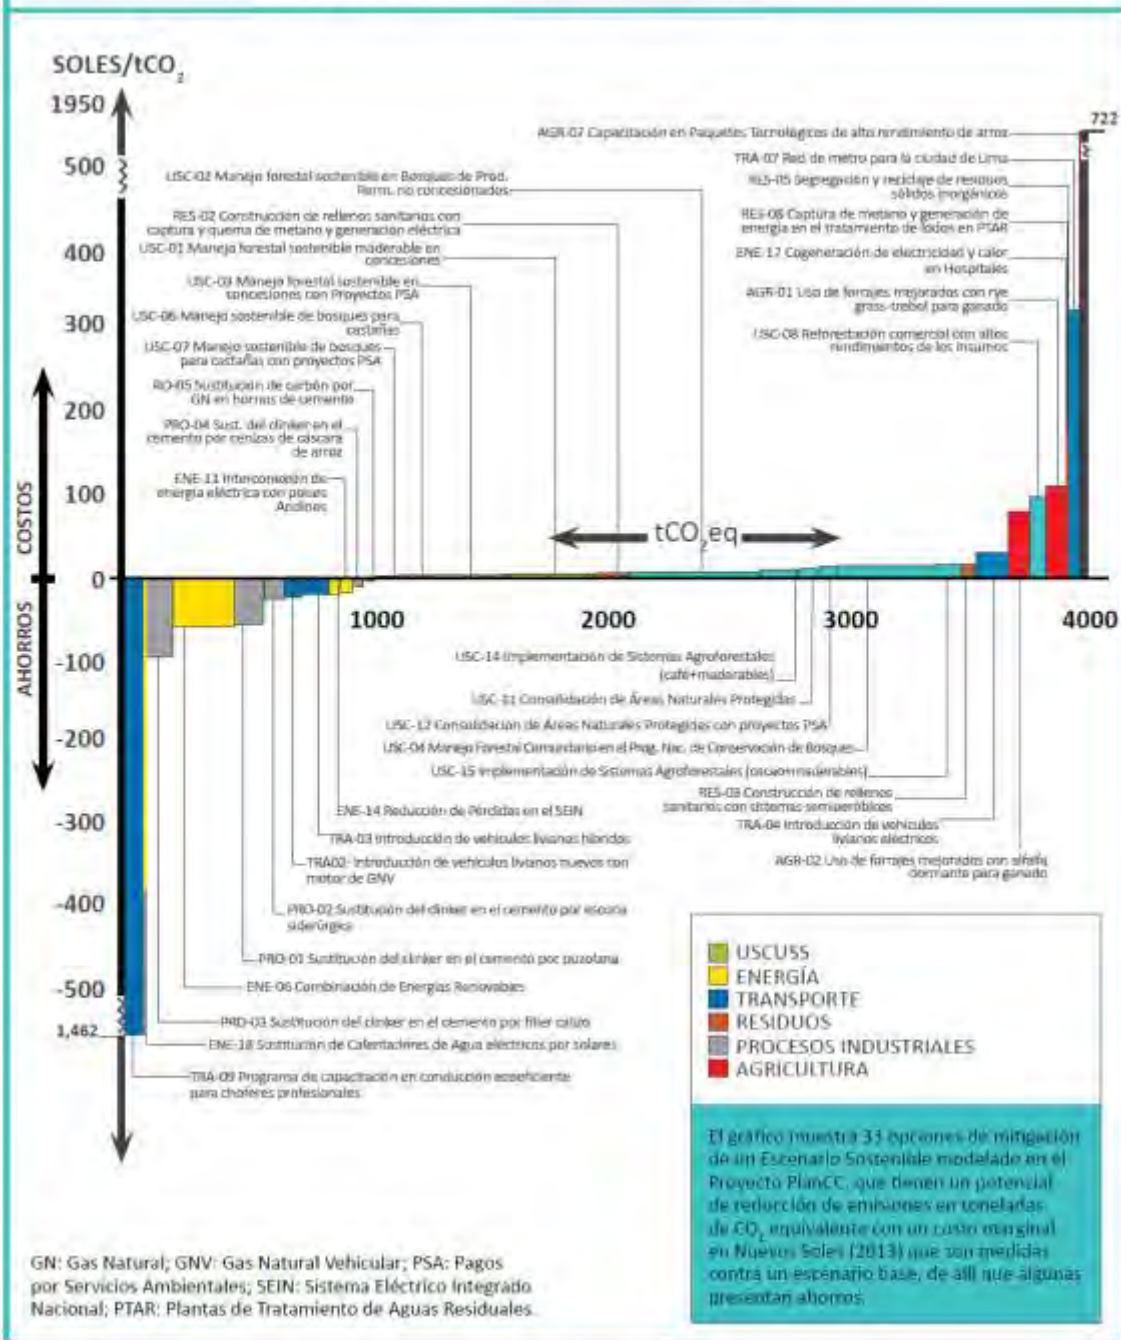 SOLES/tCO₂
1950
500
400
300
200
100
0
-100
-200
-300
-400
-500
1,462
COSTOS
AHORROS
722
1000
2000
3000
4000
tCO₂eq
USC-02 Manejo forestal sostenible en Bosques de Prod.
Perm. no concesionados
RES-02 Construcción de rellenos sanitarios con
captura y quema de metano y generación eléctrica
USC-01 Manejo forestal sostenible maderable en
concesiones
USC-03 Manejo forestal sostenible en
concesiones con Proyectos PSA
USC-06 Manejo sostenible de bosques para
castañas
USC-07 Manejo sostenible de bosques
para castañas con proyectos PSA
RO-05 Sustitución de carbón por
GN en hornos de cemento
PRO-04 Sust. del clinker en el
cemento por cenizas de cáscara
de arroz
ENE-11 Interconexión de
energía eléctrica con países
Andinos
AGR-07 Capacitación en Paquetes Tecnológicos de alto rendimiento de arroz
TRA-07 Red de metro para la ciudad de Lima
RES-05 Segregación y reciclaje de residuos
sólidos inorgánicos
RES-08 Captura de metano y generación de
energía en el tratamiento de lodos en PTAR
ENE-17 Cogeneración de electricidad y calor
en Hospitales
AGR-01 Uso de forrajes mejorados con rye
grass-trebol para ganado
USC-08 Reforestación comercial con altos
rendimientos de los insumos
USC-14 Implementación de Sistemas Agroforestales
(café+maderables)
USC-11 Consolidación de Áreas Naturales Protegidas
USC-12 Consolidación de Áreas Naturales Protegidas con proyectos PSA
USC-04 Manejo Forestal Comunitario en el Prog. Nac. de Conservación de Bosques
USC-15 Implementación de Sistemas Agroforestales (cacao+maderables)
RES-03 Construcción de rellenos
sanitarios con sistemas semiaeróbicos
TRA-04 Introducción de vehículos
livianos eléctricos
AGR-02 Uso de forrajes mejorados con alfalfa
dormante para ganado
ENE-14 Reducción de Pérdidas en el SEIN
TRA-03 Introducción de vehículos livianos híbridos
TRA02- Introducción de vehículos livianos nuevos con
motor de GNV
PRO-02 Sustitución del clinker en el cemento por escoria
siderúrgica
PRO-01 Sustitución del clinker en el cemento por puzolana
ENE-06 Combinación de Energías Renovables
PRO-03 Sustitución del clinker en el cemento por filler calizo
ENE-18 Sustitución de Calentadores de Agua eléctricos por solares
TRA-09 Programa de capacitación en conducción ecoeficiente
para choferes profesionales
USCUSS
ENERGÍA
TRANSPORTE
RESIDUOS
PROCESOS INDUSTRIALES
AGRICULTURA
El gráfico muestra 33 opciones de mitigación
de un Escenario Sostenible modelado en el
Proyecto PlanCC, que tienen un potencial
de reducción de emisiones en toneladas
de CO₂ equivalente con un costo marginal
en Nuevos Soles (2013) que son medidas
contra un escenario base, de allí que algunas
presentan ahorros.
GN: Gas Natural; GNV: Gas Natural Vehicular; PSA: Pagos
por Servicios Ambientales; SEIN: Sistema Eléctrico Integrado
Nacional; PTAR: Plantas de Tratamiento de Aguas Residuales.